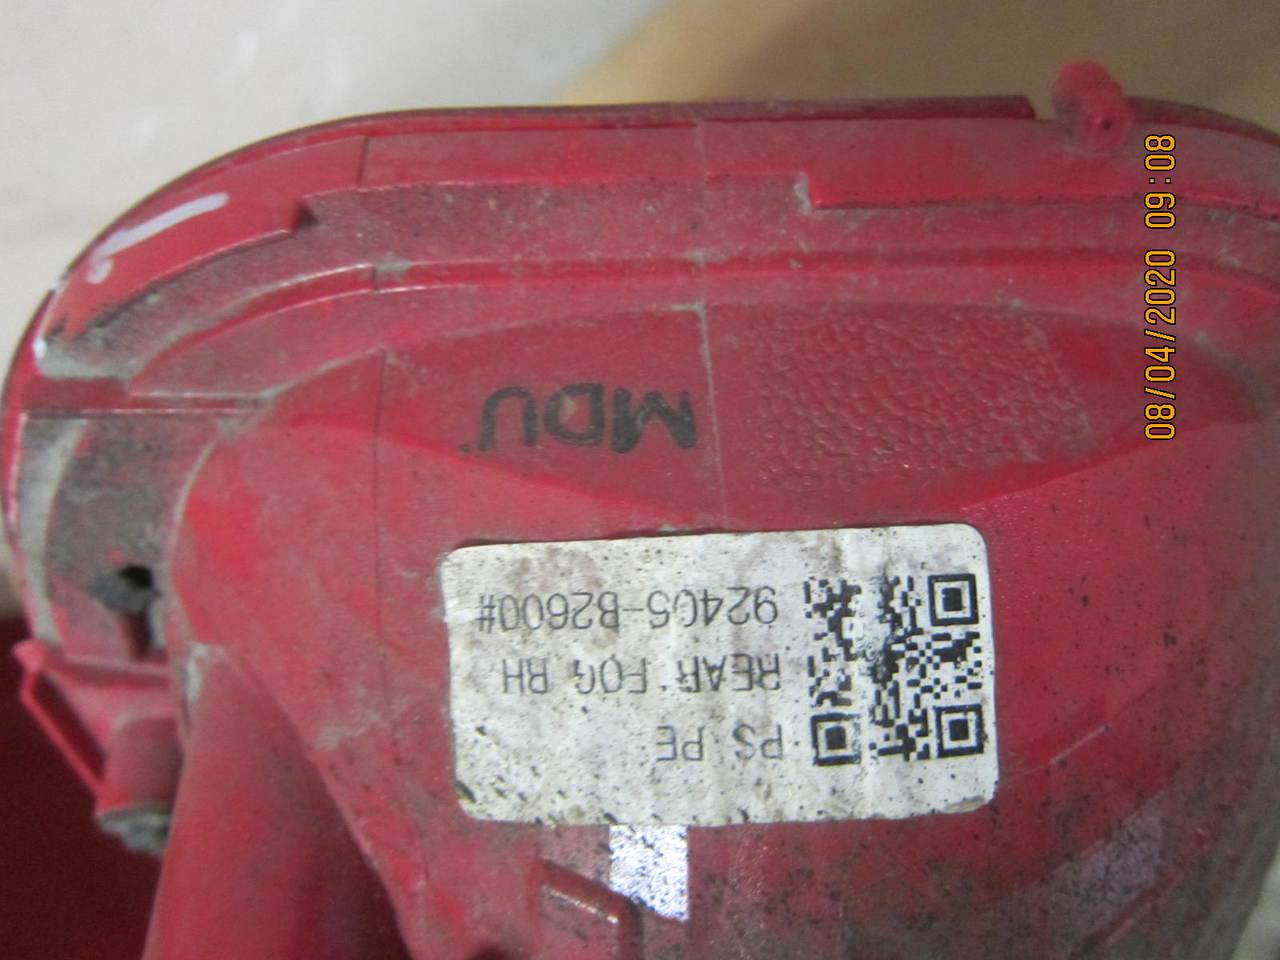 MDU
PS PE
REAR FOG RH
92405-B2600#
08/04/2020 09:08